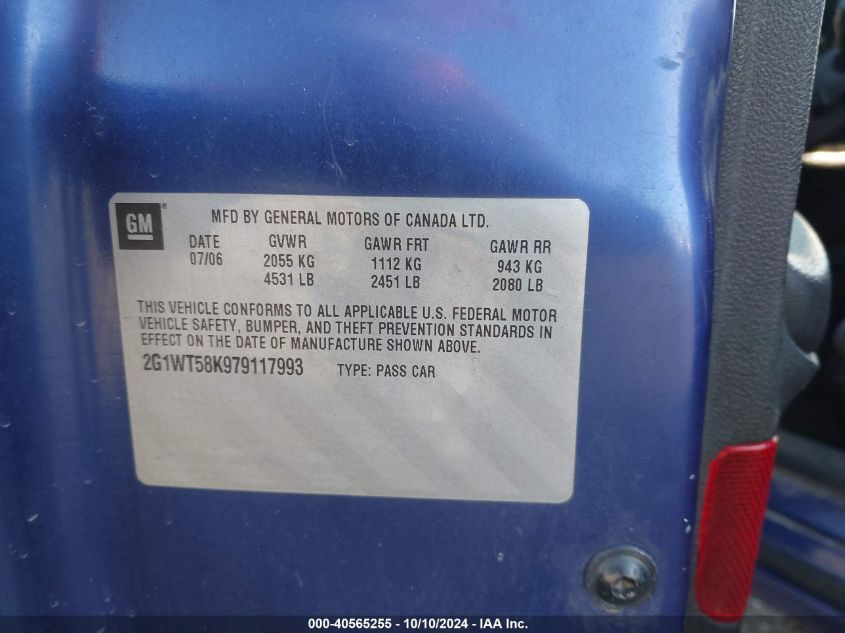 GM ® MFD BY GENERAL MOTORS OF CANADA LTD.
DATE GVWR GAWR FRT GAWR RR
07/06 2055 KG 1112 KG 943 KG
4531 LB 2451 LB 2080 LB
THIS VEHICLE CONFORMS TO ALL APPLICABLE U.S. FEDERAL MOTOR
VEHICLE SAFETY, BUMPER, AND THEFT PREVENTION STANDARDS IN
EFFECT ON THE DATE OF MANUFACTURE SHOWN ABOVE.
2G1WT58K979117993 TYPE: PASS CAR
000-40565255 - 10/10/2024 - IAA Inc.